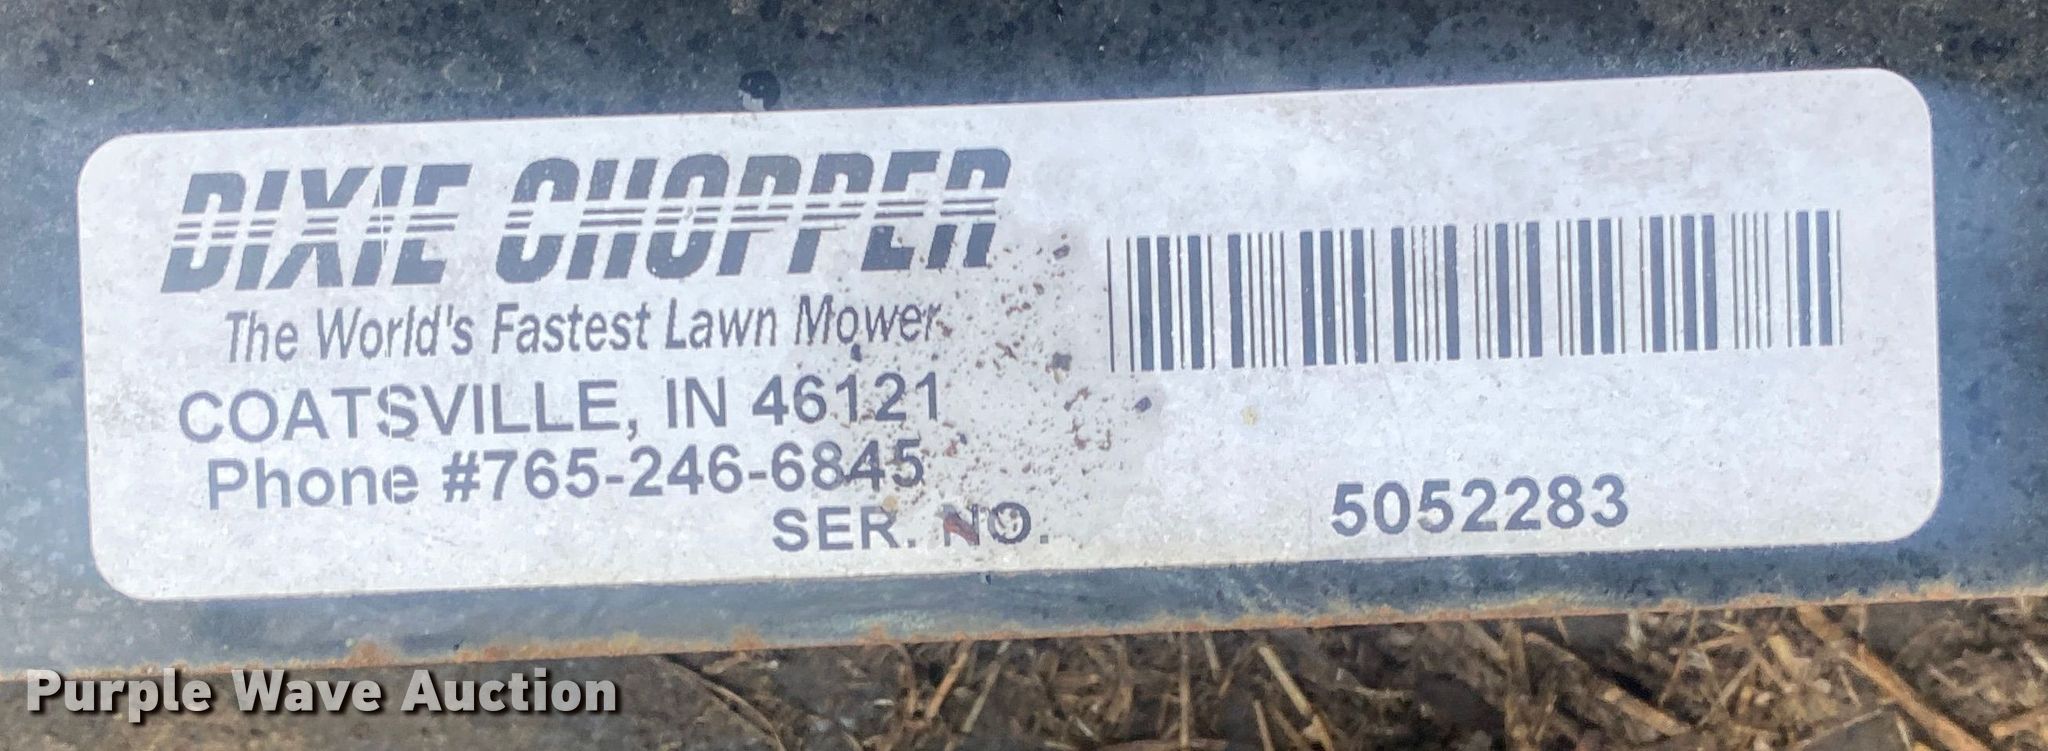 DIXIE CHOPPER
The World's Fastest Lawn Mower
COATSVILLE, IN 46121
Phone #765-246-6845
SER. NO. 5052283
Purple Wave Auction